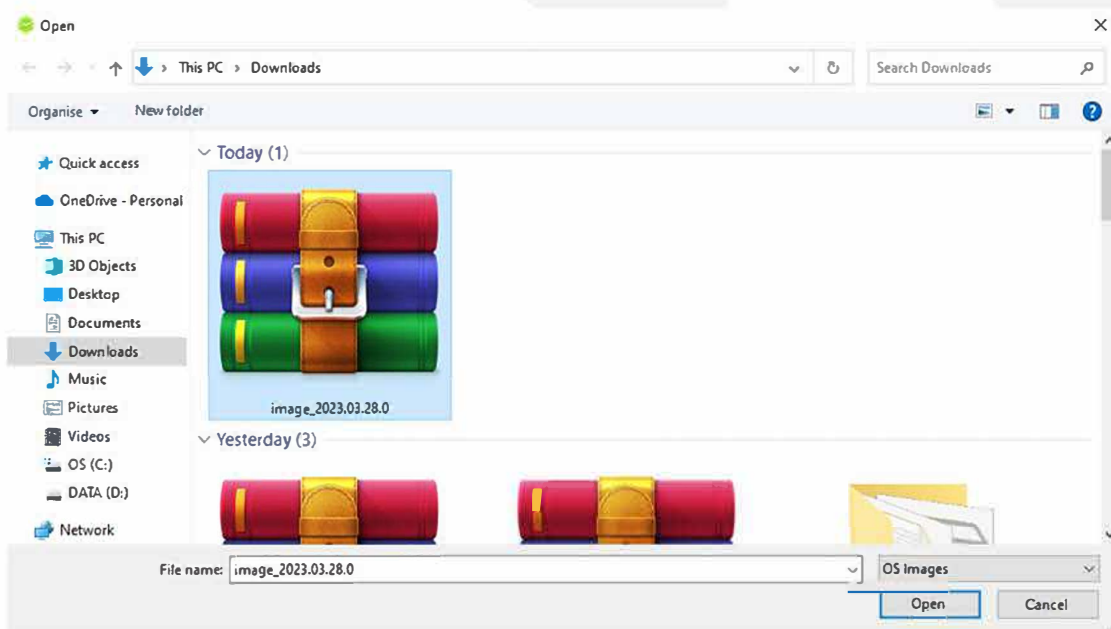 Open
This PC > Downloads
Search Downloads
Organise
New folder
Quick access
OneDrive - Personal
This PC
3D Objects
Desktop
Documents
Downloads
Music
Pictures
Videos
OS (C:)
DATA (D:)
Network
Today (1)
image_2023.03.28.0
Yesterday (3)
File name: image_2023.03.28.0
OS Images
Open
Cancel